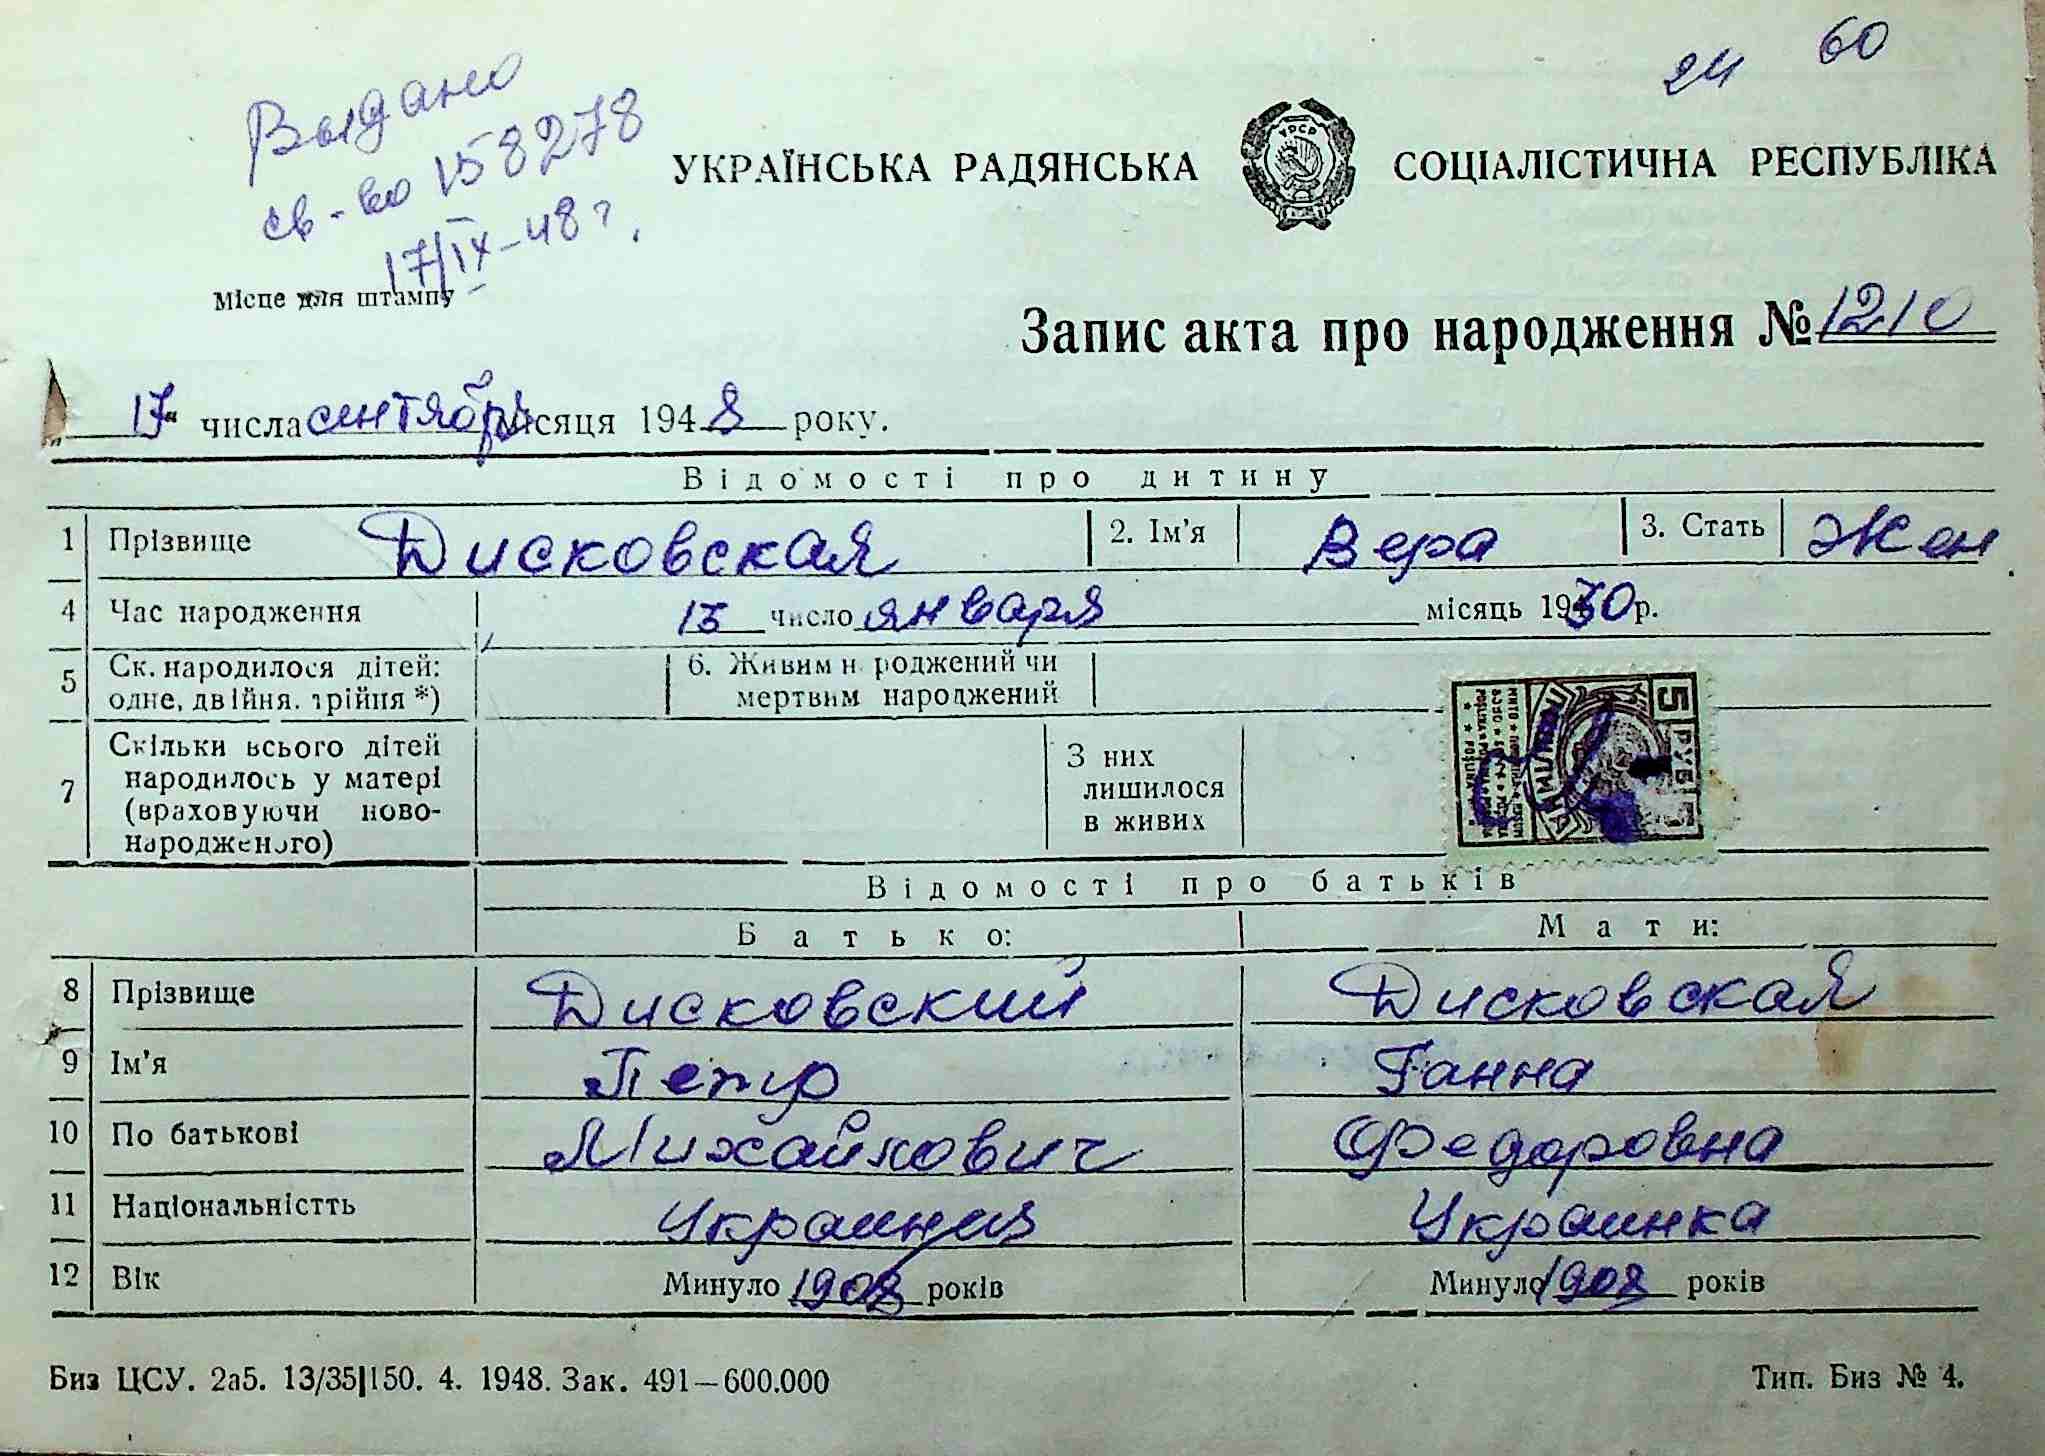 24 60
Выдано
св-во 158278
17/IX-48 г.
УКРАЇНСЬКА РАДЯНСЬКА СОЦІАЛІСТИЧНА РЕСПУБЛІКА
УРСР
Місце для штампу
Запис акта про народження № 1210
„17“ числа сентября місяця 1948 року.
Відомості про дитину
1 Прізвище Дисковская 2. Ім'я Вера 3. Стать Жен
4 Час народження 13 число января місяць 1930 р.
5 Ск. народилося дітей: одне, двійня, трійня *) 6. Живим народжений чи мертвим народжений
7 Скільки всього дітей народилось у матері (враховуючи ново-народженого) З них лишилося в живих
5 РУБ 5
Відомості про батьків
Батько: Мати:
8 Прізвище Дисковский Дисковская
9 Ім'я Петр Ганна
10 По батькові Михайлович Федоровна
11 Національністть Украинец Украинка
12 Вік Минуло 1908 років Минуло 1908 років
Биз ЦСУ. 2а5. 13/35|150. 4. 1948. Зак. 491—600.000 Тип. Биз № 4.